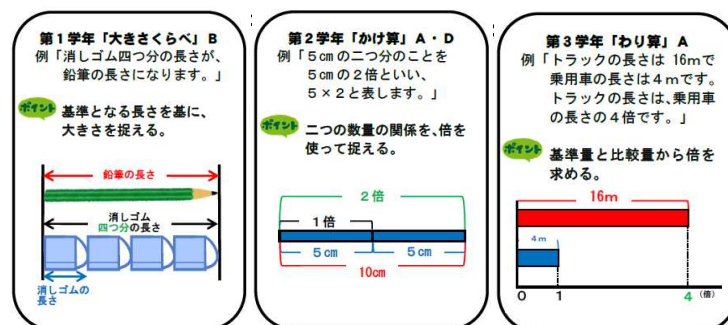 第1学年「大きさくらべ」B
例「消しゴム四つ分の長さが、
鉛筆の長さになります。」
ポイント
基準となる長さを基に、
大きさを捉える。
鉛筆の長さ
消しゴム
四つ分の長さ
消しゴムの
長さ
第2学年「かけ算」A・D
例「5㎝の二つ分のことを
5㎝の2倍といい、
5×2と表します。」
ポイント
二つの数量の関係を、倍を
使って捉える。
2倍
1倍
5㎝ 5㎝
10㎝
第3学年「わり算」A
例「トラックの長さは 16mで
乗用車の長さは4mです。
トラックの長さは、乗用車
の長さの4倍です。」
ポイント
基準量と比較量から倍を
求める。
16m
4m
0 1 4 (倍)